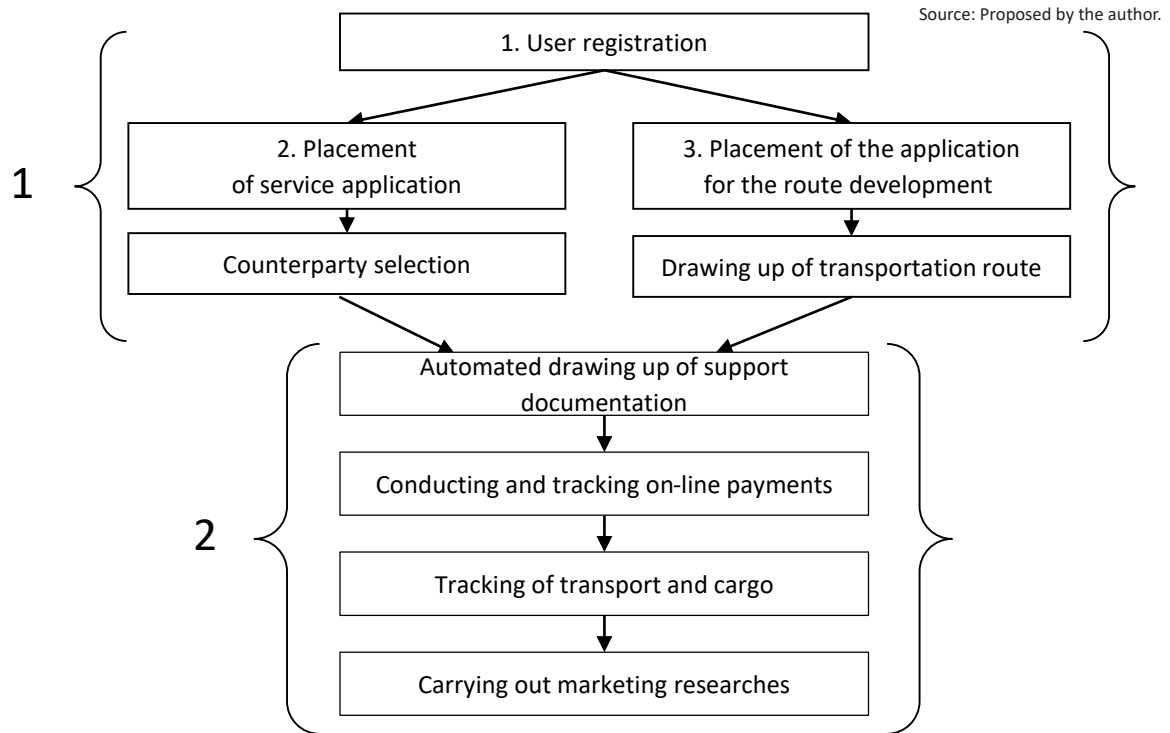 Source: Proposed by the author.
1. User registration
2. Placement
of service application
3. Placement of the application
for the route development
1
Counterparty selection
Drawing up of transportation route
Automated drawing up of support
documentation
Conducting and tracking on-line payments
2
Tracking of transport and cargo
Carrying out marketing researches